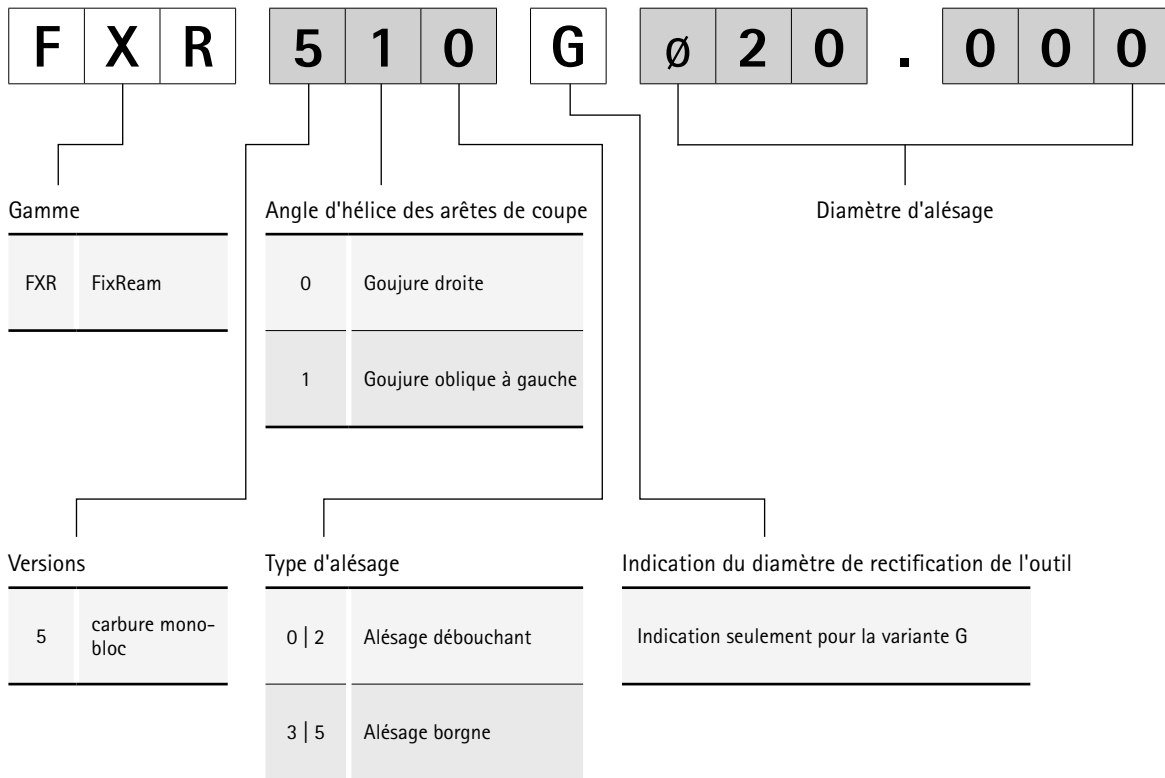 F X R 5 1 0 G ø 2 0 . 0 0 0
Gamme
FXR FixReam
Angle d'hélice des arêtes de coupe
0 Goujure droite
1 Goujure oblique à gauche
Diamètre d'alésage
Versions
5 carbure mono-
bloc
Type d'alésage
0 | 2 Alésage débouchant
3 | 5 Alésage borgne
Indication du diamètre de rectification de l'outil
Indication seulement pour la variante G